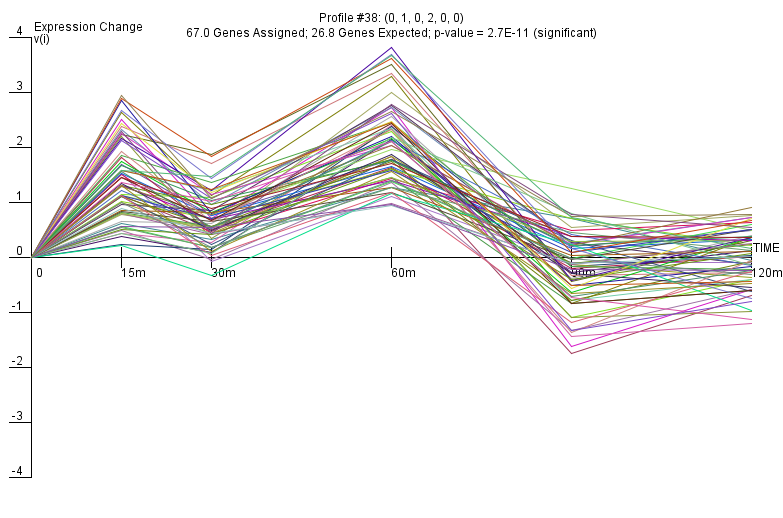 Profile #38: (0, 1, 0, 2, 0, 0)
67.0 Genes Assigned; 26.8 Genes Expected; p-value = 2.7E-11 (significant)
Expression Change
v(i)
4
3
2
1
0
-1
-2
-3
-4
0
15m
30m
60m
90m
120m
TIME